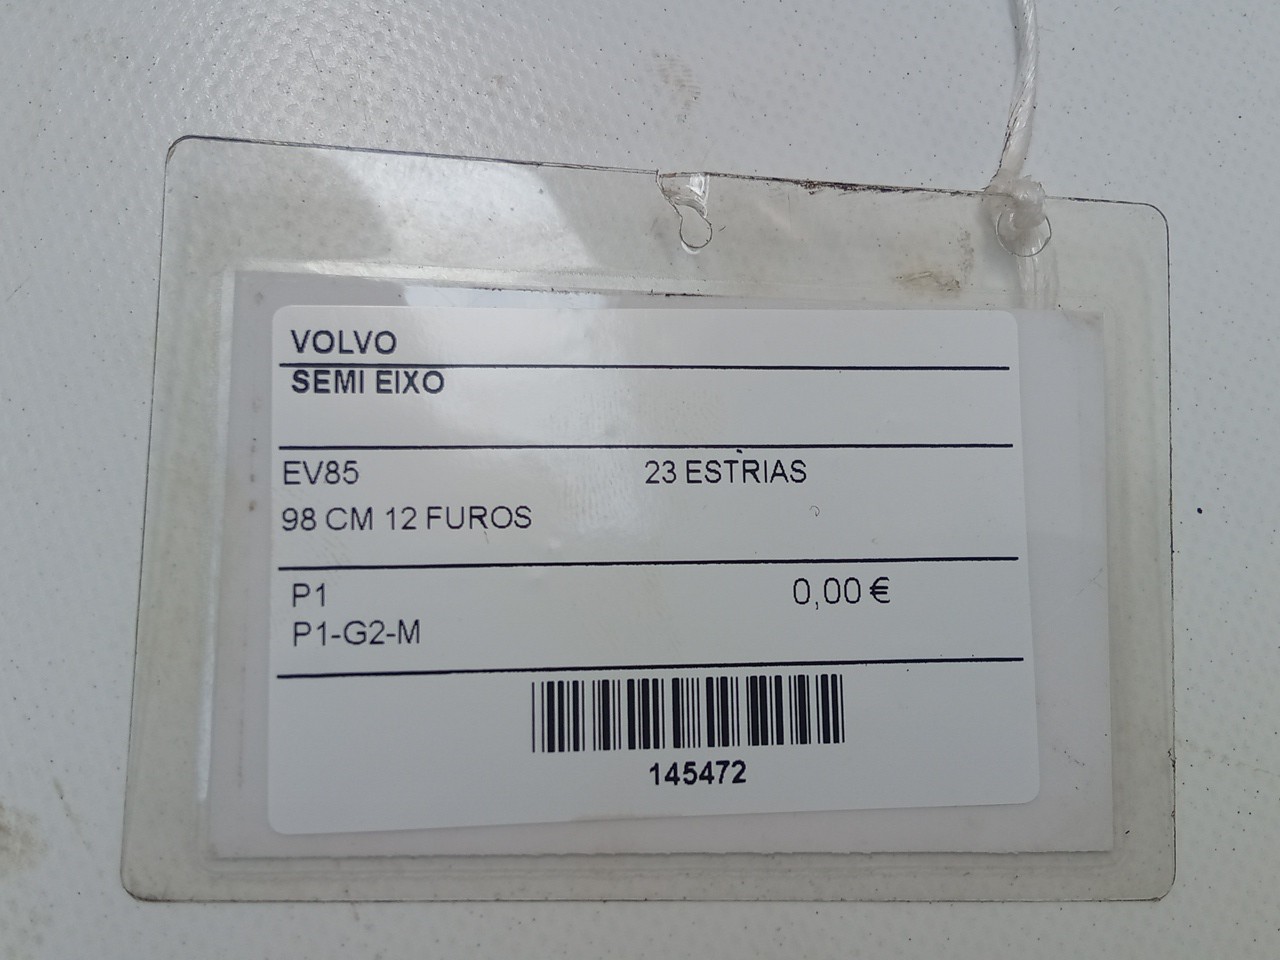 VOLVO
SEMI EIXO
EV85 23 ESTRIAS
98 CM 12 FUROS
P1 0,00 €
P1-G2-M
145472